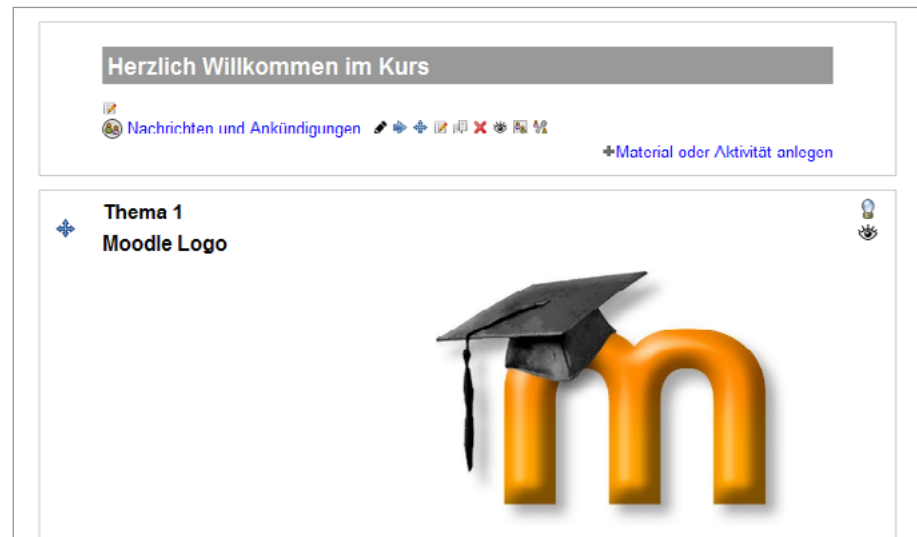 Herzlich Willkommen im Kurs
Nachrichten und Ankündigungen
Material oder Aktivität anlegen
Thema 1
Moodle Logo
m